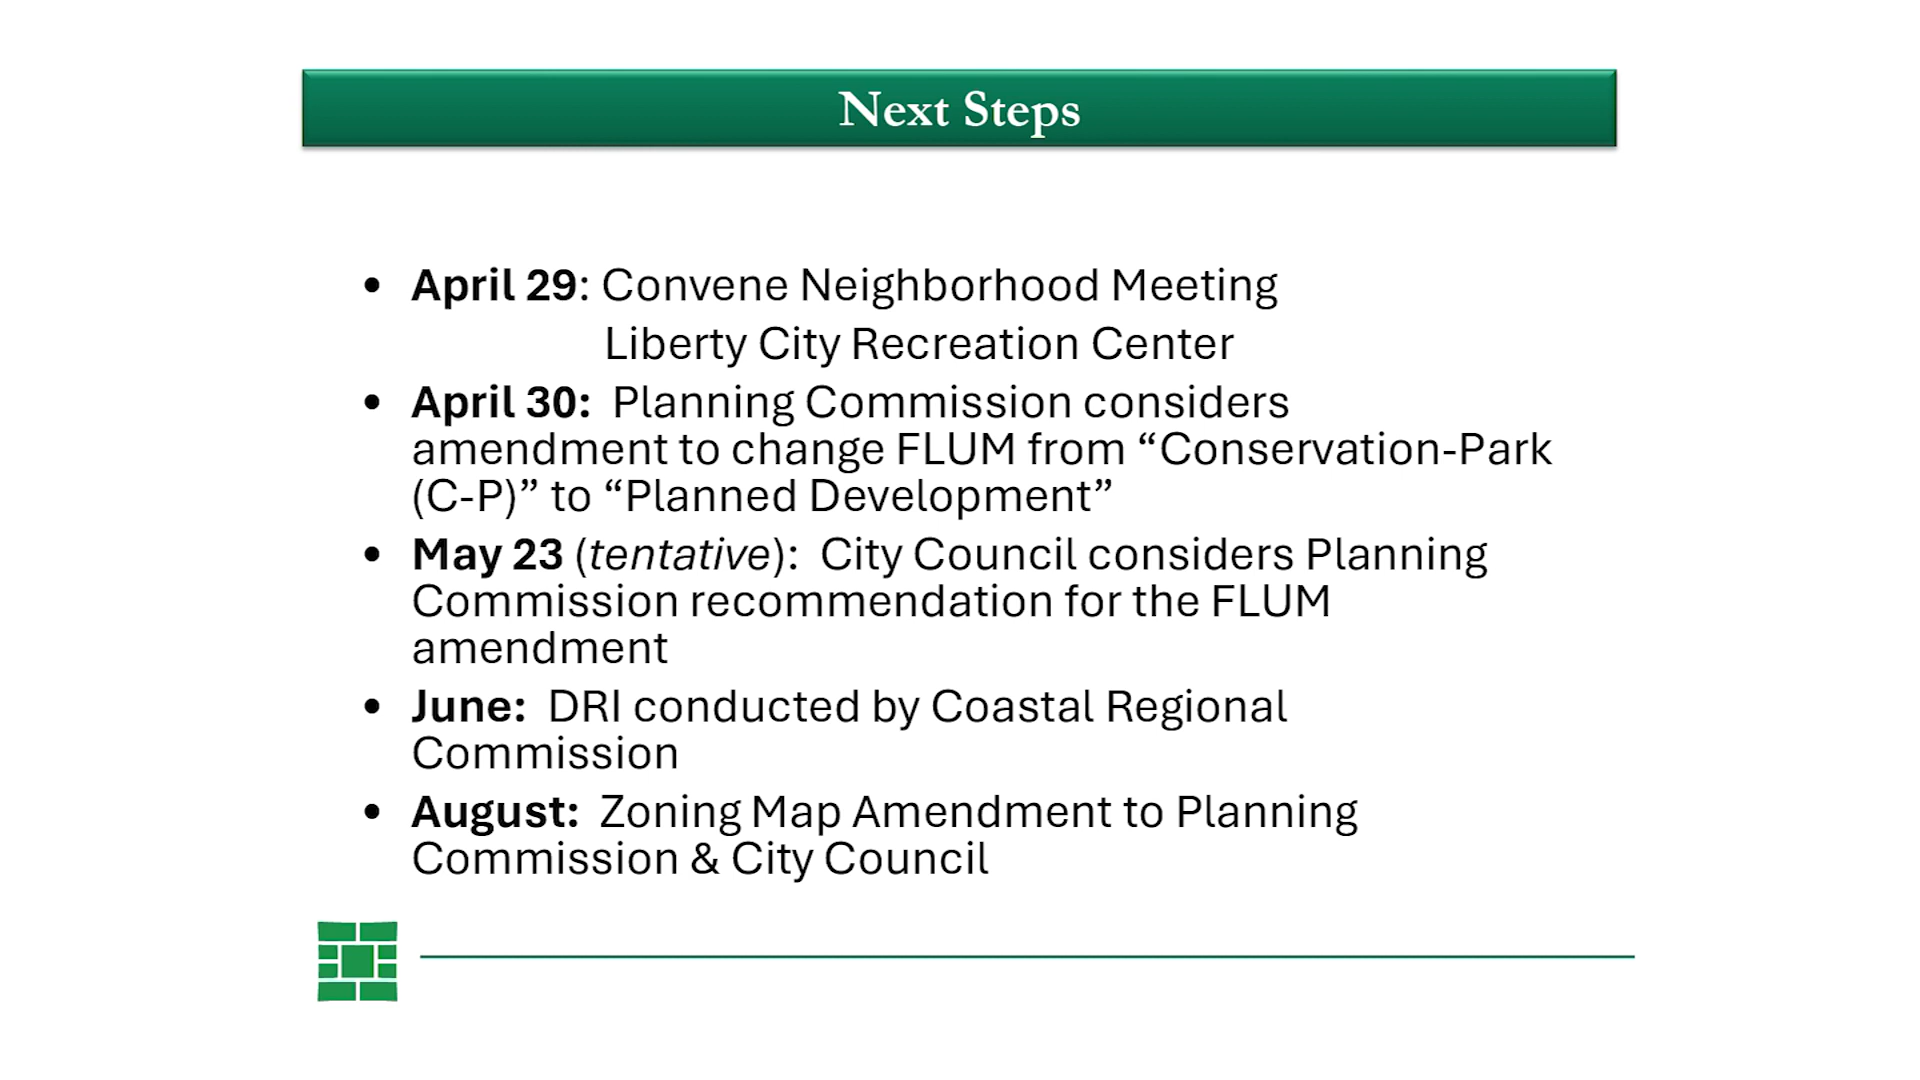 Next Steps
• April 29: Convene Neighborhood Meeting
Liberty City Recreation Center
• April 30: Planning Commission considers
amendment to change FLUM from “Conservation-Park
(C-P)” to “Planned Development”
• May 23 (tentative): City Council considers Planning
Commission recommendation for the FLUM
amendment
• June: DRI conducted by Coastal Regional
Commission
• August: Zoning Map Amendment to Planning
Commission & City Council